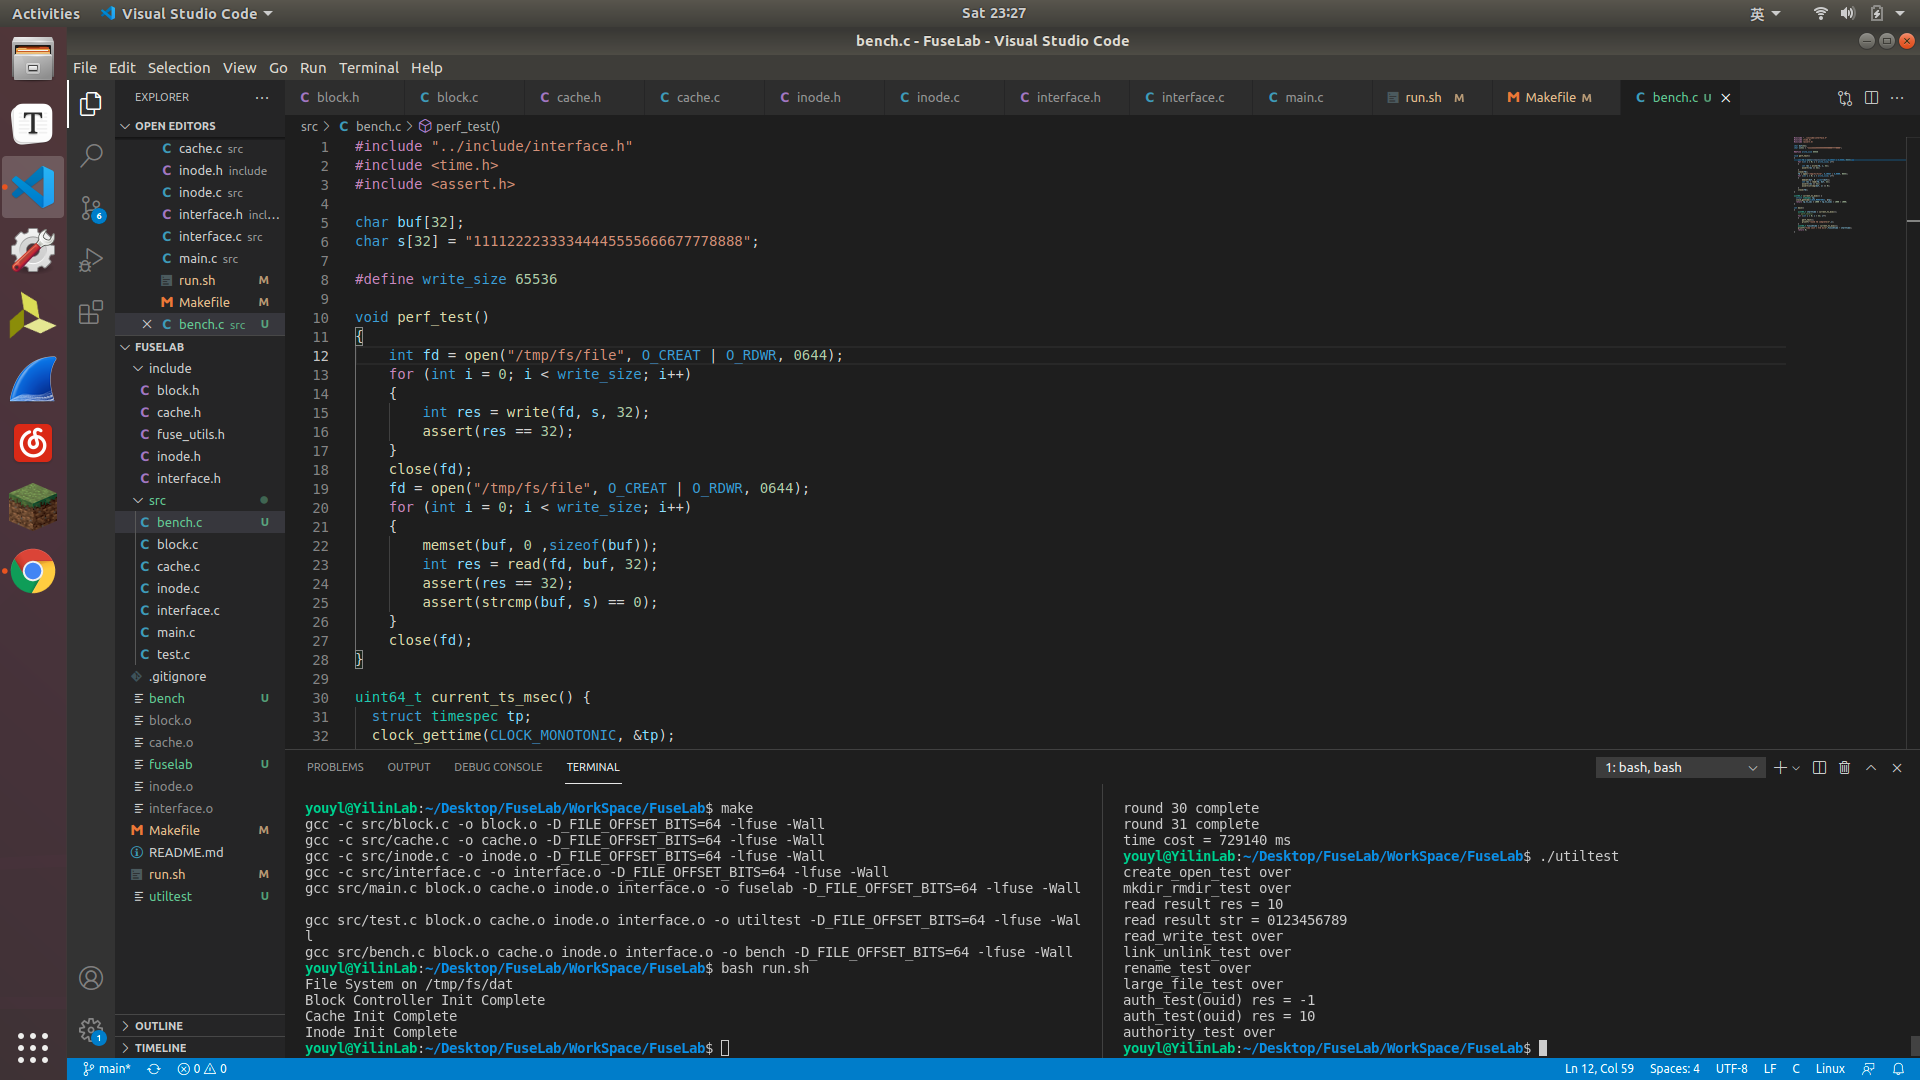 Activities
Visual Studio Code
Sat 23:27
英
bench.c - FuseLab - Visual Studio Code
File Edit Selection View Go Run Terminal Help
EXPLORER
block.h
block.c
cache.h
cache.c
inode.h
inode.c
interface.h
interface.c
main.c
run.sh M
Makefile M
bench.c U
OPEN EDITORS
cache.c src
inode.h include
inode.c src
interface.h incl...
interface.c src
main.c src
run.sh M
Makefile M
bench.c src U
FUSELAB
include
block.h
cache.h
fuse_utils.h
inode.h
interface.h
src
bench.c U
block.c
cache.c
inode.c
interface.c
main.c
test.c
.gitignore
bench U
block.o
cache.o
fuselab U
inode.o
interface.o
Makefile M
README.md
run.sh M
utiltest U
OUTLINE
TIMELINE
6
1
src > bench.c > perf_test()
1 #include "../include/interface.h"
2 #include <time.h>
3 #include <assert.h>
4
5 char buf[32];
6 char s[32] = "1111222233334444555566667777888";
7
8 #define write_size 65536
9
10 void perf_test()
11 {
12 int fd = open("/tmp/fs/file", O_CREAT | O_RDWR, 0644);
13 for (int i = 0; i < write_size; i++)
14 {
15 int res = write(fd, s, 32);
16 assert(res == 32);
17 }
18 close(fd);
19 fd = open("/tmp/fs/file", O_CREAT | O_RDWR, 0644);
20 for (int i = 0; i < write_size; i++)
21 {
22 memset(buf, 0 ,sizeof(buf));
23 int res = read(fd, buf, 32);
24 assert(res == 32);
25 assert(strcmp(buf, s) == 0);
26 }
27 close(fd);
28 }
29
30 uint64_t current_ts_msec() {
31 struct timespec tp;
32 clock_gettime(CLOCK_MONOTONIC, &tp);
PROBLEMS OUTPUT DEBUG CONSOLE TERMINAL
1: bash, bash
youyl@YilinLab:~/Desktop/FuseLab/WorkSpace/FuseLab$ make
gcc -c src/block.c -o block.o -D_FILE_OFFSET_BITS=64 -lfuse -Wall
gcc -c src/cache.c -o cache.o -D_FILE_OFFSET_BITS=64 -lfuse -Wall
gcc -c src/inode.c -o inode.o -D_FILE_OFFSET_BITS=64 -lfuse -Wall
gcc -c src/interface.c -o interface.o -D_FILE_OFFSET_BITS=64 -lfuse -Wall
gcc src/main.c block.o cache.o inode.o interface.o -o fuselab -D_FILE_OFFSET_BITS=64 -lfuse -Wall
gcc src/test.c block.o cache.o inode.o interface.o -o utiltest -D_FILE_OFFSET_BITS=64 -lfuse -Wal
l
gcc src/bench.c block.o cache.o inode.o interface.o -o bench -D_FILE_OFFSET_BITS=64 -lfuse -Wall
youyl@YilinLab:~/Desktop/FuseLab/WorkSpace/FuseLab$ bash run.sh
File System on /tmp/fs/dat
Block Controller Init Complete
Cache Init Complete
Inode Init Complete
youyl@YilinLab:~/Desktop/FuseLab/WorkSpace/FuseLab$
round 30 complete
round 31 complete
time cost = 729140 ms
youyl@YilinLab:~/Desktop/FuseLab/WorkSpace/FuseLab$ ./utiltest
create_open_test over
mkdir_rmdir_test over
read result res = 10
read result str = 0123456789
read_write_test over
link_unlink_test over
rename_test over
large_file_test over
auth_test(ouid) res = -1
auth_test(ouid) res = 10
authority_test over
youyl@YilinLab:~/Desktop/FuseLab/WorkSpace/FuseLab$
main* 0 0
Ln 12, Col 59 Spaces: 4 UTF-8 LF C Linux